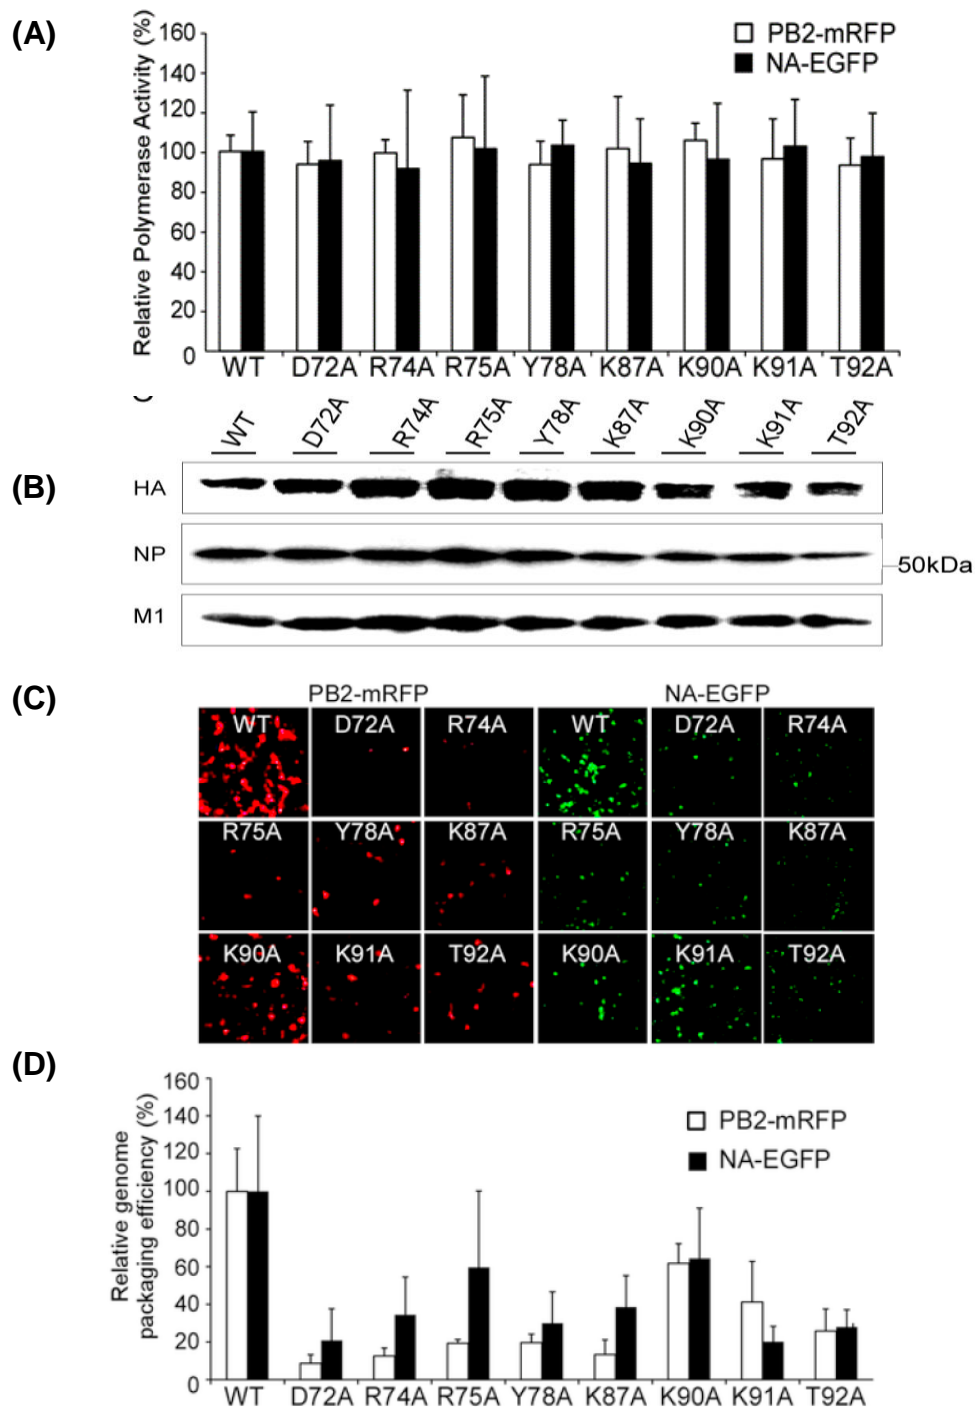 (A)
Relative Polymerase Activity (%)
160
140
120
100
80
60
40
20
0
PB2-mRFP
NA-EGFP
WT D72A R74A R75A Y78A K87A K90A K91A T92A
WT D72A R74A R75A Y78A K87A K90A K91A T92A
(B)
HA
NP
50kDa
M1
(C)
PB2-mRFP NA-EGFP
WT D72A R74A WT D72A R74A
R75A Y78A K87A R75A Y78A K87A
K90A K91A T92A K90A K91A T92A
(D)
Relative genome
packaging efficiency (%)
160
140
120
100
80
60
40
20
0
PB2-mRFP
NA-EGFP
WT D72A R74A R75A Y78A K87A K90A K91A T92A